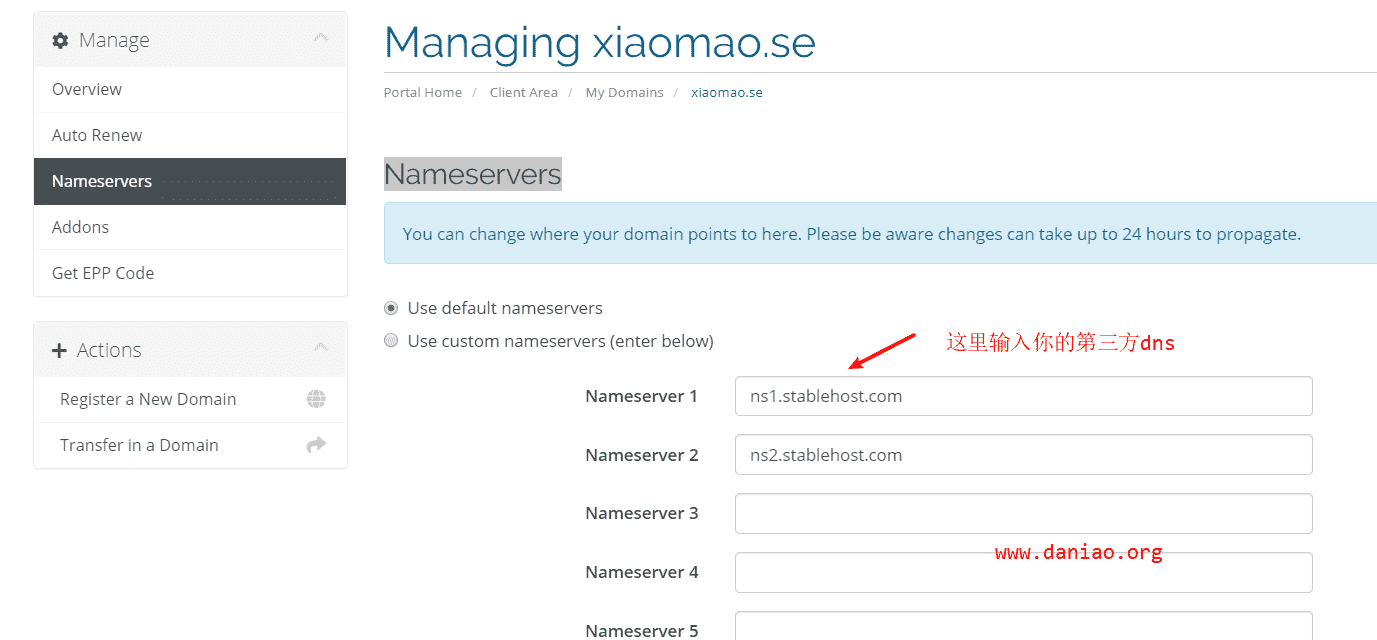 Manage
Overview
Auto Renew
Nameservers
Addons
Get EPP Code
Actions
Register a New Domain
Transfer in a Domain
Managing xiaomao.se
Portal Home / Client Area / My Domains / xiaomao.se
Nameservers
You can change where your domain points to here. Please be aware changes can take up to 24 hours to propagate.
Use default nameservers
Use custom nameservers (enter below)
这里输入你的第三方dns
Nameserver 1 ns1.stablehost.com
Nameserver 2 ns2.stablehost.com
Nameserver 3
www.daniao.org
Nameserver 4
Nameserver 5